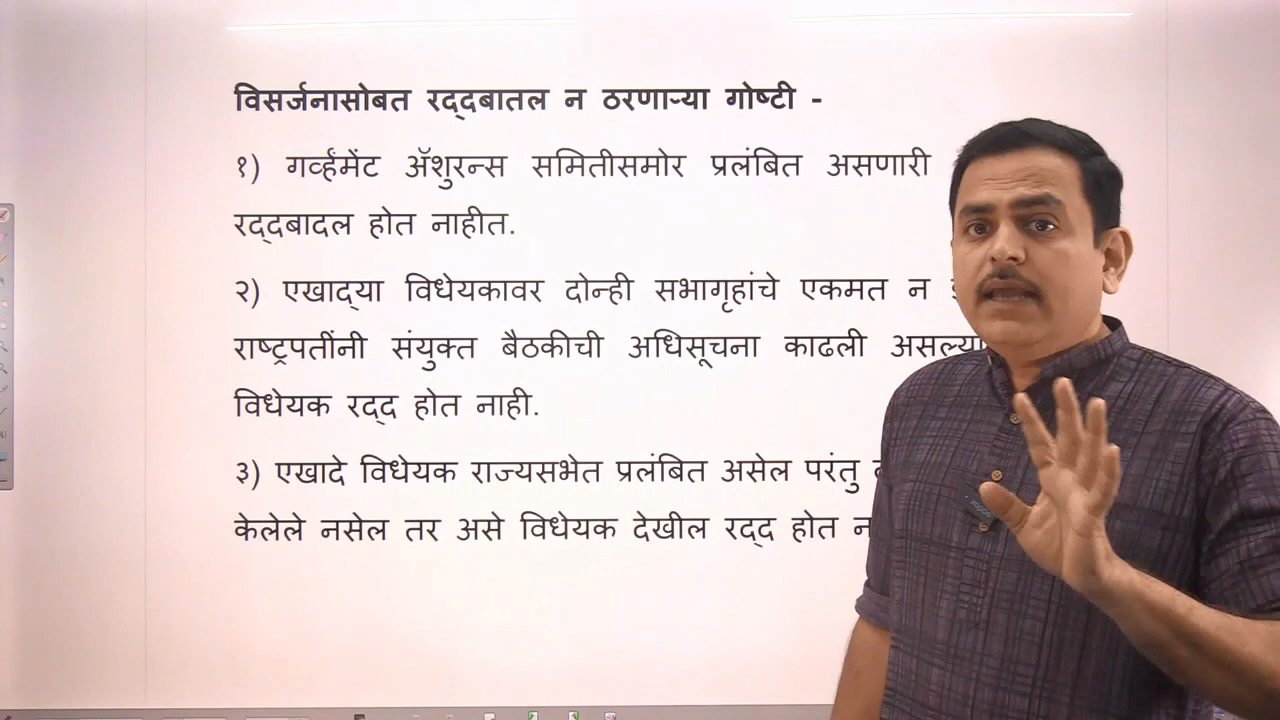 विसर्जनासोबत रद्दबातल न ठरणाऱ्या गोष्टी -
१) गर्व्हंमेंट ॲशुरन्स समितीसमोर प्रलंबित असणारी
रद्दबादल होत नाहीत.
२) एखाद्या विधेयकावर दोन्ही सभागृहांचे एकमत न
राष्ट्रपतींनी संयुक्त बैठकीची अधिसूचना काढली
विधेयक रद्द होत नाही.
३) एखादे विधेयक राज्यसभेत प्रलंबित असेल परंतु
केलेले नसेल तर असे विधेयक देखील रद्द होत